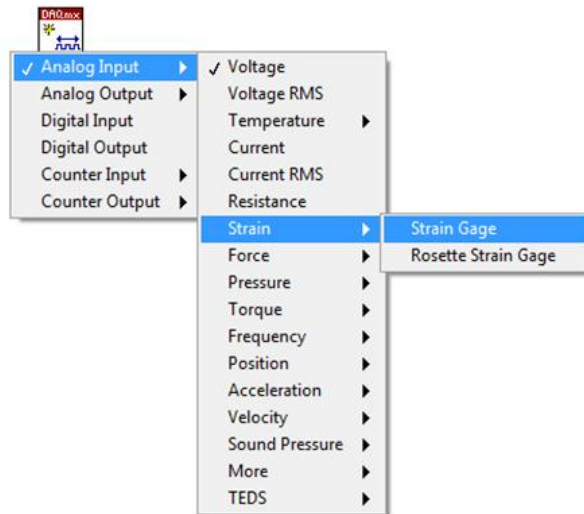 DAQmx
✓ Analog Input
Analog Output
Digital Input
Digital Output
Counter Input
Counter Output
✓ Voltage
Voltage RMS
Temperature
Current
Current RMS
Resistance
Strain
Force
Pressure
Torque
Frequency
Position
Acceleration
Velocity
Sound Pressure
More
TEDS
Strain Gage
Rosette Strain Gage